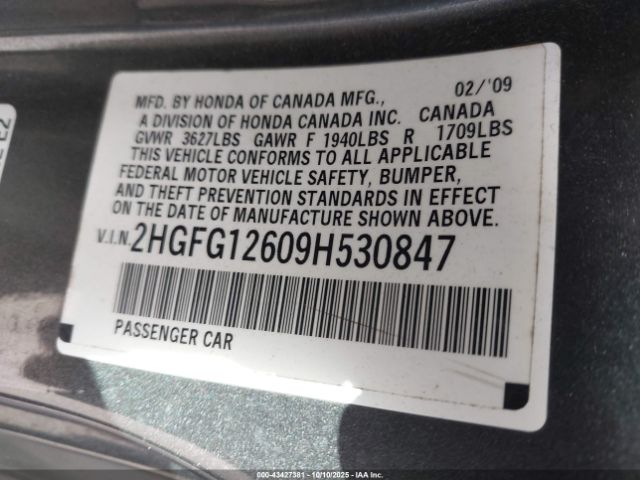 MFD. BY HONDA OF CANADA MFG., 02/'09
A DIVISION OF HONDA CANADA INC. CANADA
GVWR 3627LBS GAWR F 1940LBS R 1709LBS
THIS VEHICLE CONFORMS TO ALL APPLICABLE
FEDERAL MOTOR VEHICLE SAFETY, BUMPER,
AND THEFT PREVENTION STANDARDS IN EFFECT
ON THE DATE OF MANUFACTURE SHOWN ABOVE.
V.I.N. 2HGFG12609H530847
PASSENGER CAR
000-43427381 - 10/10/2025 - IAA Inc.